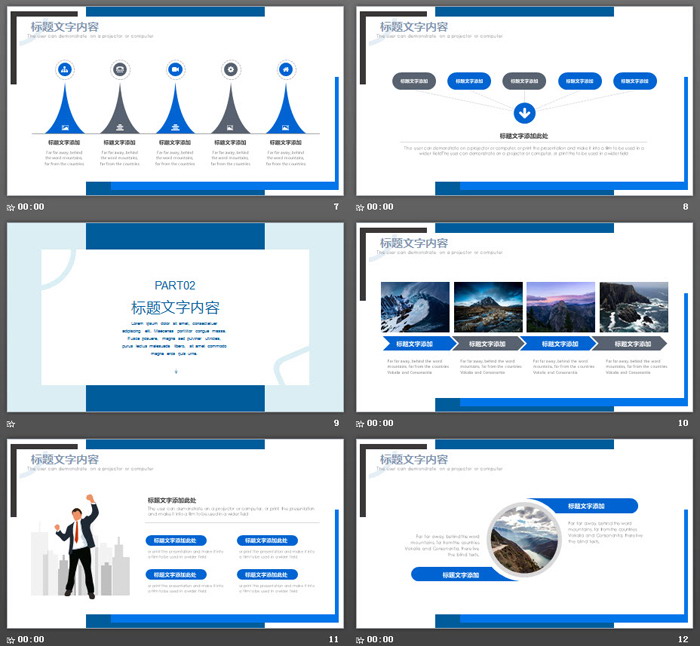 标题文字内容
The user can demonstrate on a projector or computer
标题文字添加 标题文字添加 标题文字添加 标题文字添加 标题文字添加
Far far away, behind Far far away, behind Far far away, behind Far far away, behind Far far away, behind
the word mountains, the word mountains, the word mountains, the word mountains, the word mountains,
far from the countries far from the countries far from the countries far from the countries far from the countries
00:00 7
标题文字内容
The user can demonstrate on a projector or computer
标题文字添加 标题文字添加 标题文字添加 标题文字添加 标题文字添加
标题文字添加此处
The user can demonstrate on a projector or computer, or print the presentation and make it into a film to be used in a
wider field The user can demonstrate on a projector or computer, or print the film to be used in a wider field
00:00 8
PART02
标题文字内容
Lorem ipsum dolor sit amet, consectetuer
adipiscing elit. Maecenas porttitor congue massa.
Fusce posuere, magna sed pulvinar ultricies,
purus lectus malesuada libero, sit amet commodo
magna eros quis urna.
9
标题文字内容
The user can demonstrate on a projector or computer
标题文字添加 标题文字添加 标题文字添加 标题文字添加
Far far away, behind the word Far far away, behind the word Far far away, behind the word Far far away, behind the word
mountains, far from the countries mountains, far from the countries mountains, far from the countries mountains, far from the countries
Vokalia and Consonantia Vokalia and Consonantia Vokalia and Consonantia Vokalia and Consonantia
00:00 10
标题文字内容
The user can demonstrate on a projector or computer
标题文字添加此处
The user can demonstrate on a projector or computer, or print the presentation
and make it into a film to be used in a wider field
标题文字添加此处 标题文字添加此处
or print the presentation and make it into or print the presentation and make it into
a film to be used in a wider field a film to be used in a wider field
标题文字添加此处 标题文字添加此处
or print the presentation and make it into or print the presentation and make it into
a film to be used in a wider field a film to be used in a wider field
00:00 11
标题文字内容
The user can demonstrate on a projector or computer
标题文字添加
Far far away, behind the word
mountains, far from the countries
Vokalia and Consonantia, there live
the blind texts.
Far far away, behind the word
mountains, far from the countries
Vokalia and Consonantia, there live
the blind texts.
标题文字添加
00:00 12